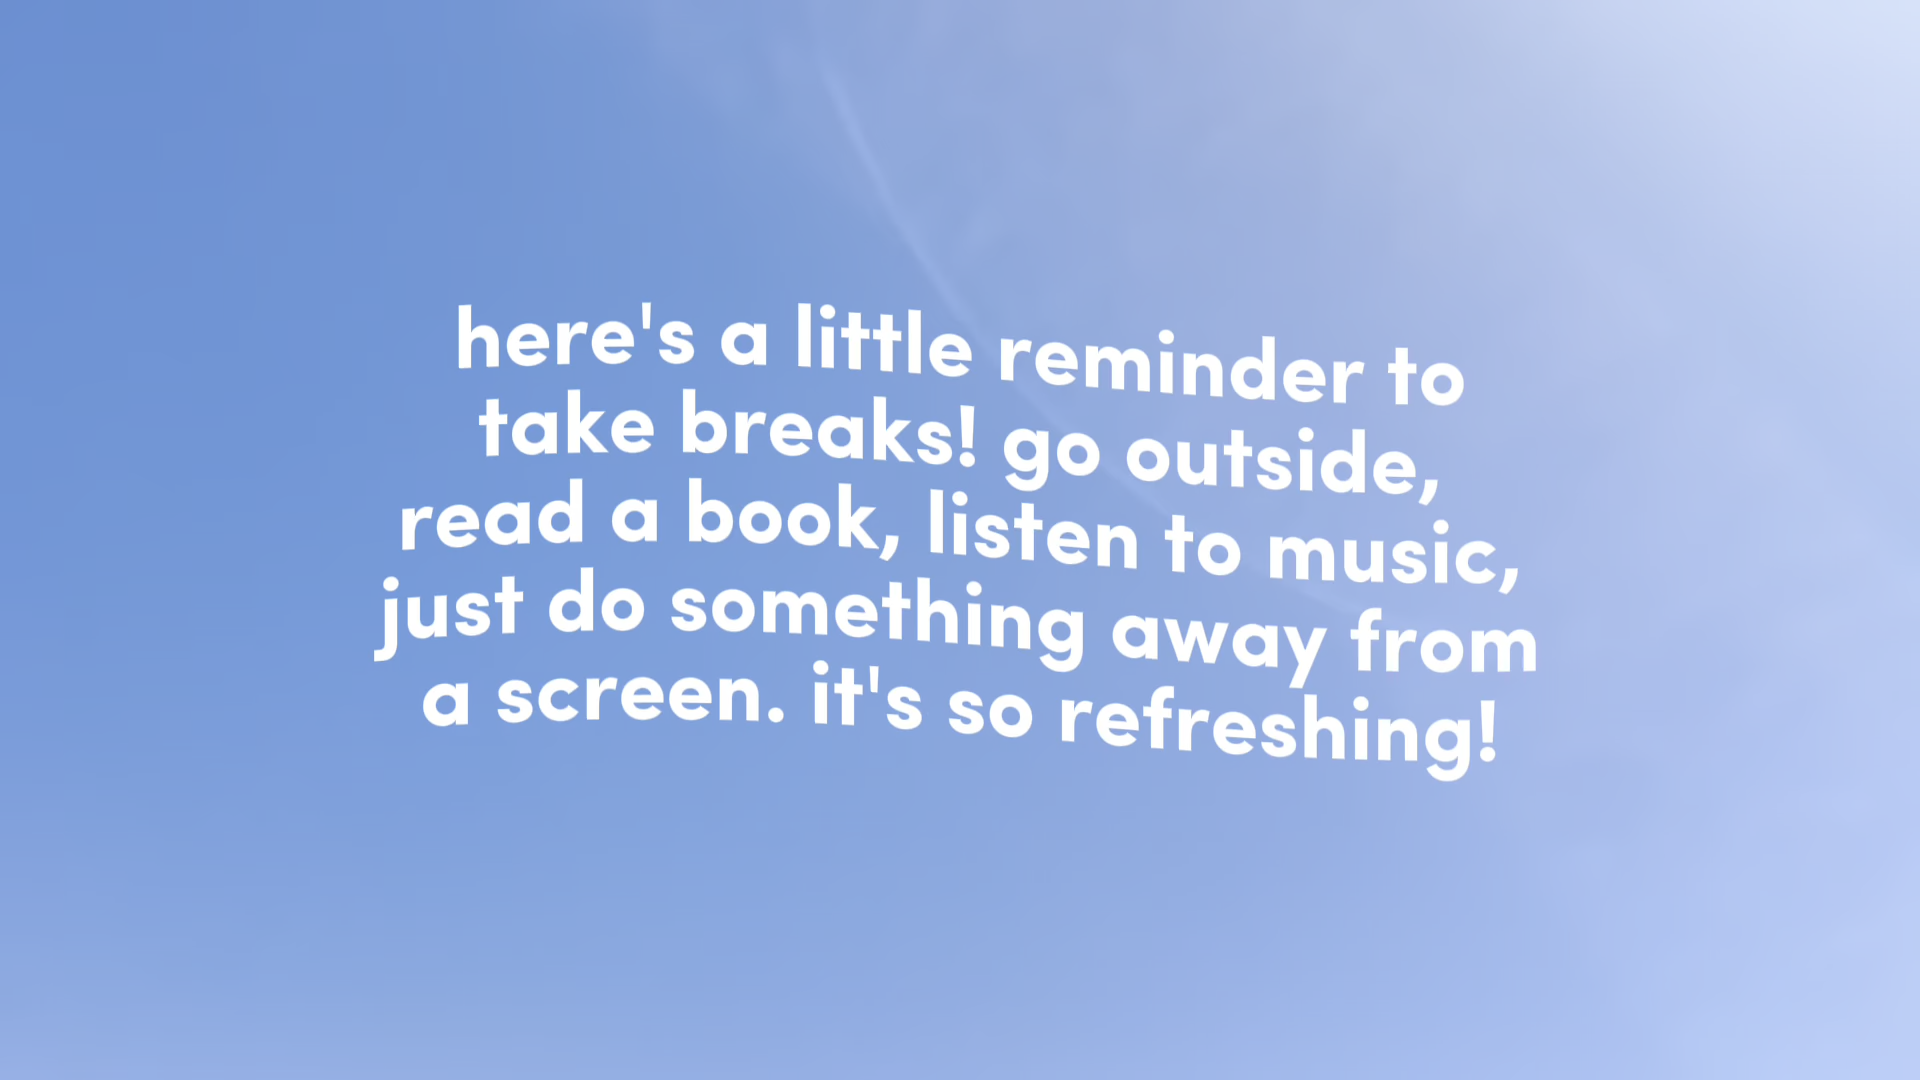 here's a little reminder to
take breaks! go outside,
read a book, listen to music,
just do something away from
a screen. it's so refreshing!